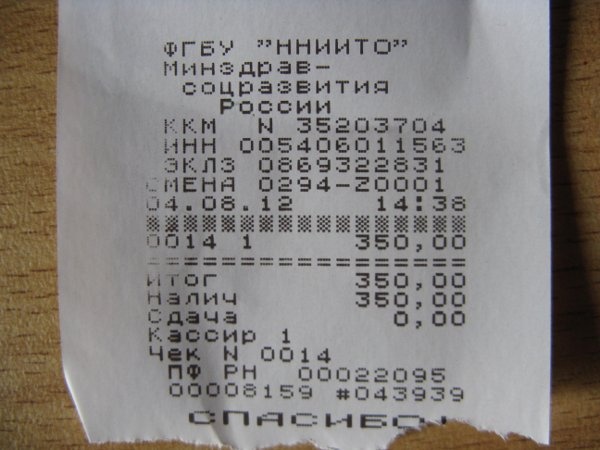 ФГБУ "ННИИТО"
Минздрав-
соцразвития
России
ККМ N 35203704
ИНН 005406011563
ЭКЛЗ 0869322831
СМЕНА 0294-Z0001
04.08.12 14:38
0014 1 350,00
================
Итог 350,00
Налич 350,00
Сдача 0,00
Кассир 1
Чек N 0014
ПФ РН 00022095
00008159 #043939
СПАСИБО!